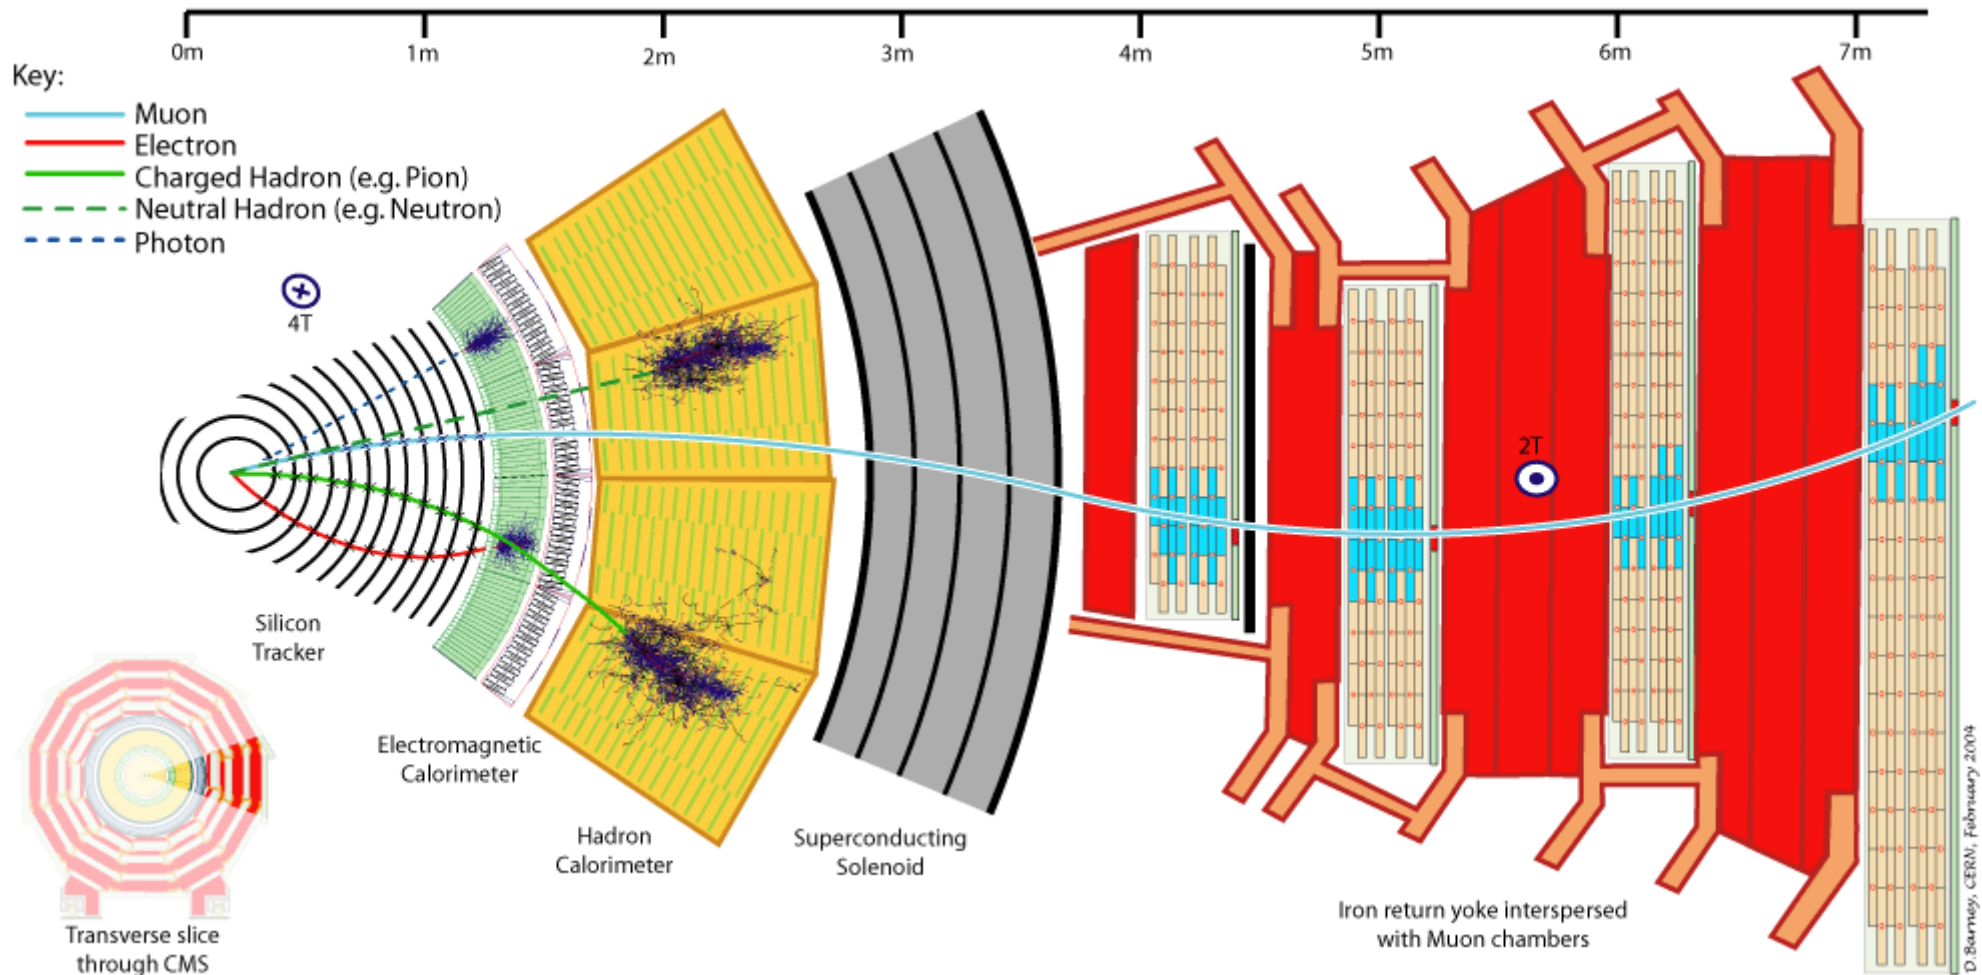 0m 1m 2m 3m 4m 5m 6m 7m
Key:
Muon
Electron
Charged Hadron (e.g. Pion)
Neutral Hadron (e.g. Neutron)
Photon
4T
2T
Silicon
Tracker
Electromagnetic
Calorimeter
Hadron
Calorimeter
Superconducting
Solenoid
Iron return yoke interspersed
with Muon chambers
Transverse slice
through CMS
D.Barney, CERN, February 2004